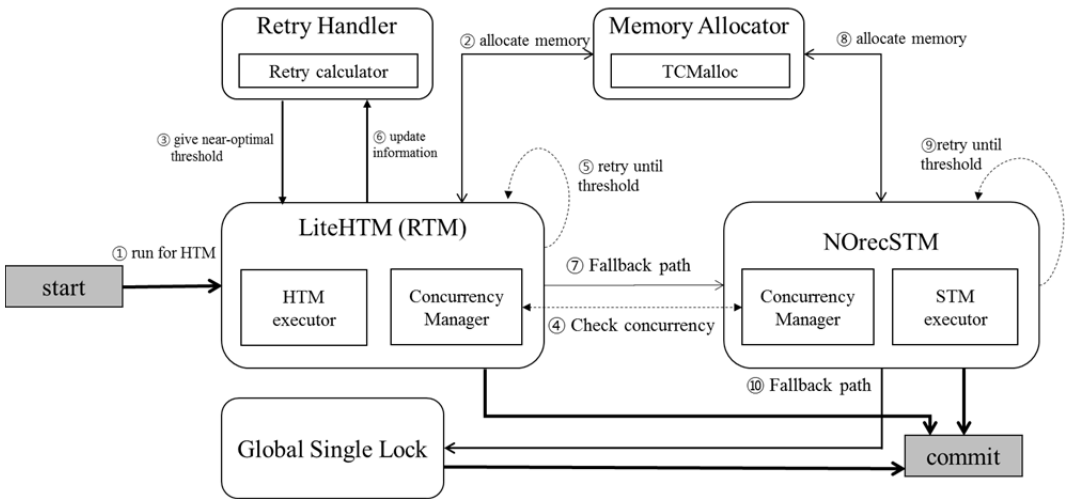 Retry Handler
Retry calculator
Memory Allocator
TCMalloc
② allocate memory
⑧ allocate memory
③ give near-optimal
threshold
⑥ update
information
⑤ retry until
threshold
⑨retry until
threshold
① run for HTM
start
LiteHTM (RTM)
HTM
executor
Concurrency
Manager
⑦ Fallback path
④ Check concurrency
NOrecSTM
Concurrency
Manager
STM
executor
⑩ Fallback path
Global Single Lock
commit